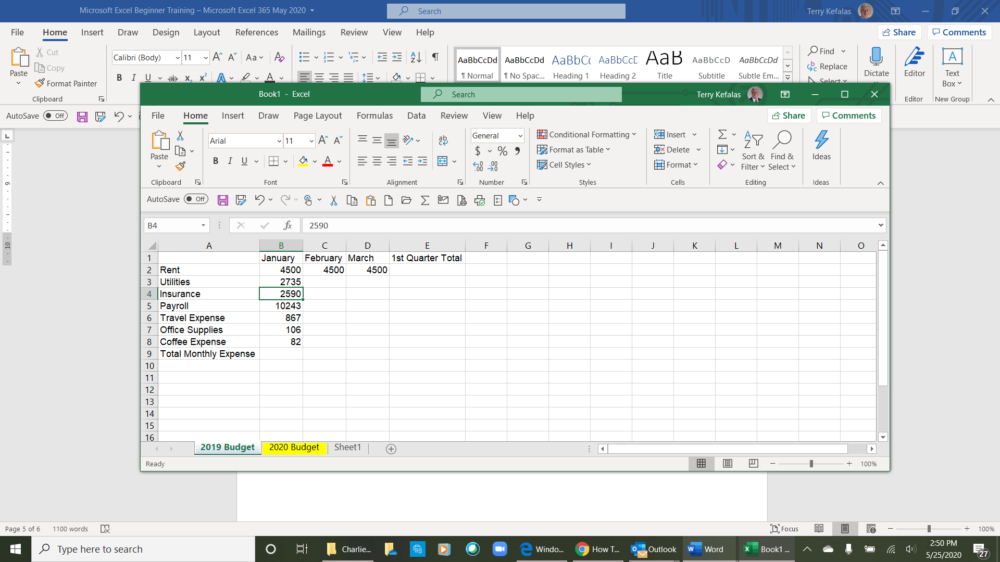 Microsoft Excel Beginner Training – Microsoft Excel 365 May 2020
Search
Terry Kefalas
File Home Insert Draw Design Layout References Mailings Review View Help
Share Comments
Paste
Cut
Copy
Format Painter
Clipboard
Calibri (Body) 11
Aa
B I U ab x x A A
AaBbCcDd AaBbCcDd AaBbCc AaBbCcD AaB AaBbCcD AaBbCcDd
¶ Normal ¶ No Spac... Heading 1 Heading 2 Title Subtitle Subtle Em...
Find
Replace
Select
Dictate
Editor
Text Box
Editor
New Group
AutoSave Off
9
10
Book1 - Excel
Search
Terry Kefalas
File Home Insert Draw Page Layout Formulas Data Review View Help
Share Comments
Paste
Arial 11
B I U
General
$ % ,
Conditional Formatting
Format as Table
Cell Styles
Insert
Delete
Format
Sort & Filter
Find & Select
Ideas
Clipboard Font Alignment Number Styles Cells Editing Ideas
AutoSave Off
B4 fx 2590
A B C D E F G H I J K L M N O
1 January February March 1st Quarter Total
2 Rent 4500 4500 4500
3 Utilities 2735
4 Insurance 2590
5 Payroll 10243
6 Travel Expense 867
7 Office Supplies 106
8 Coffee Expense 82
9 Total Monthly Expense
10
11
12
13
14
15
16
2019 Budget 2020 Budget Sheet1
Ready 100%
Page 5 of 6 1100 words Focus 100%
Type here to search
Charlie... Windo... How T... Outlook Word Book1 ...
2:50 PM
5/25/2020
27